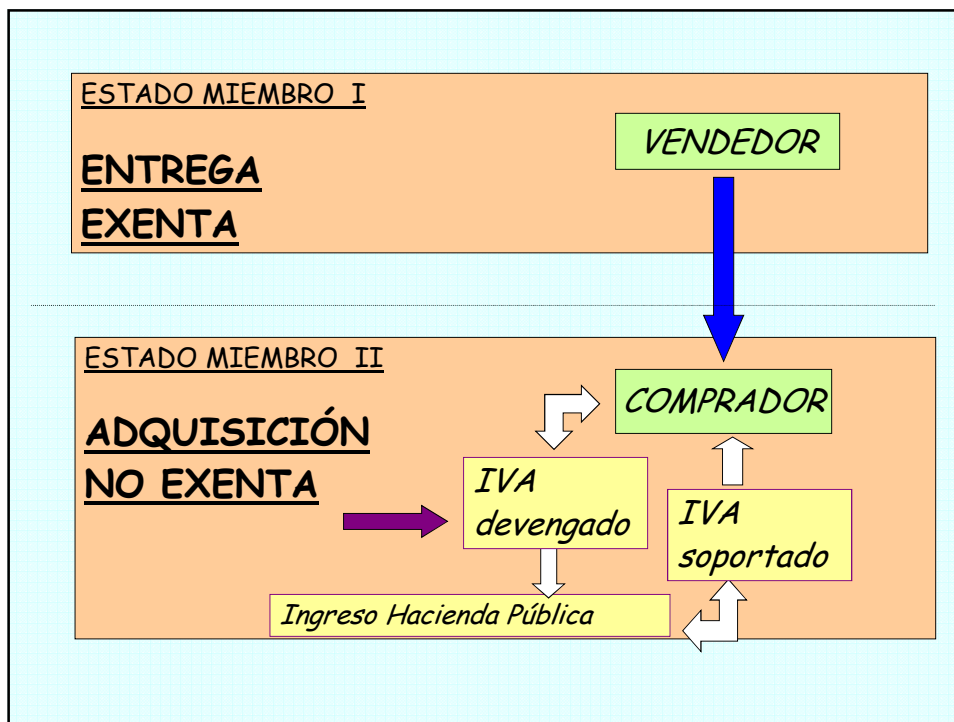 ESTADO MIEMBRO I
VENDEDOR
ENTREGA
EXENTA
ESTADO MIEMBRO II
COMPRADOR
ADQUISICIÓN
NO EXENTA
IVA
devengado
IVA
soportado
Ingreso Hacienda Pública